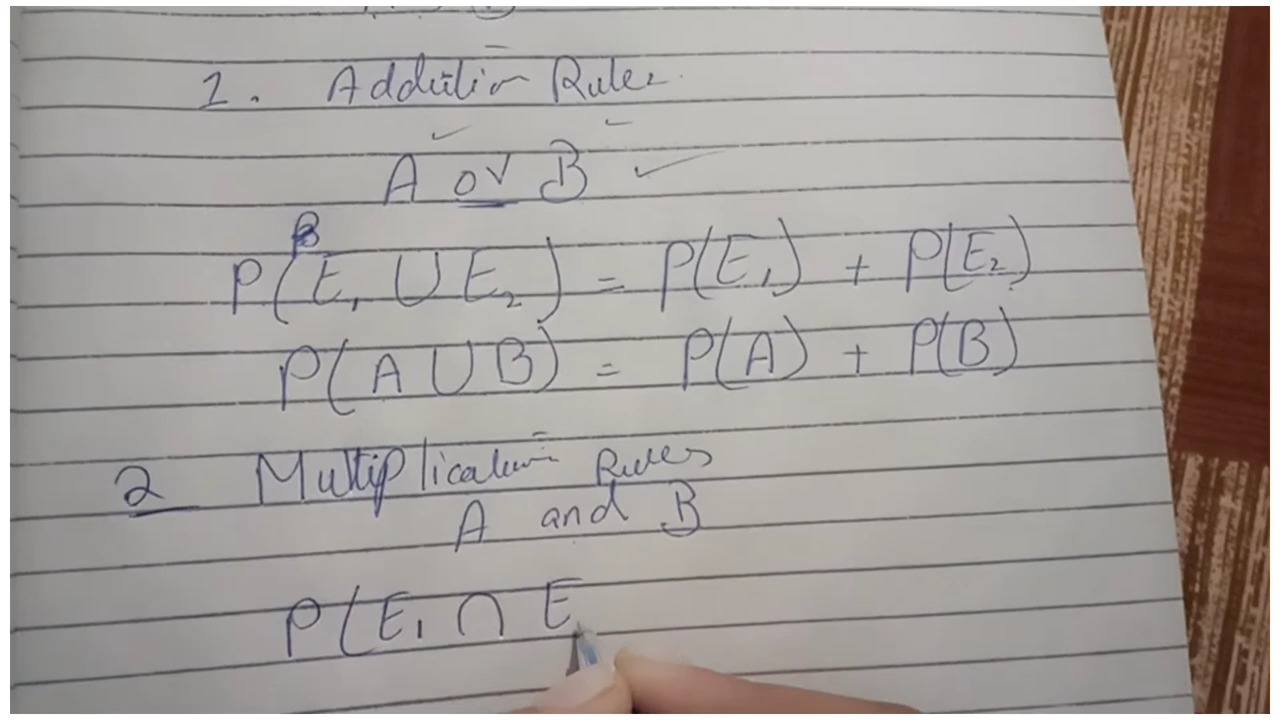 1. Addition Rules
A or B
B
P(E₁ ∪ E₂) = P(E₁) + P(E₂)
P(A ∪ B) = P(A) + P(B)
2 Multiplication Rules
A and B
P(E₁ ∩ E